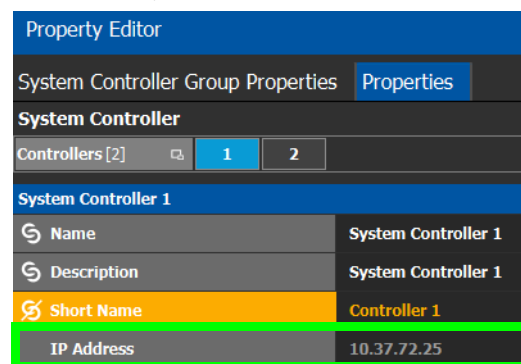 Property Editor
System Controller Group Properties Properties
System Controller
Controllers [2] 1 2
System Controller 1
Name System Controller 1
Description System Controller 1
Short Name Controller 1
IP Address 10.37.72.25